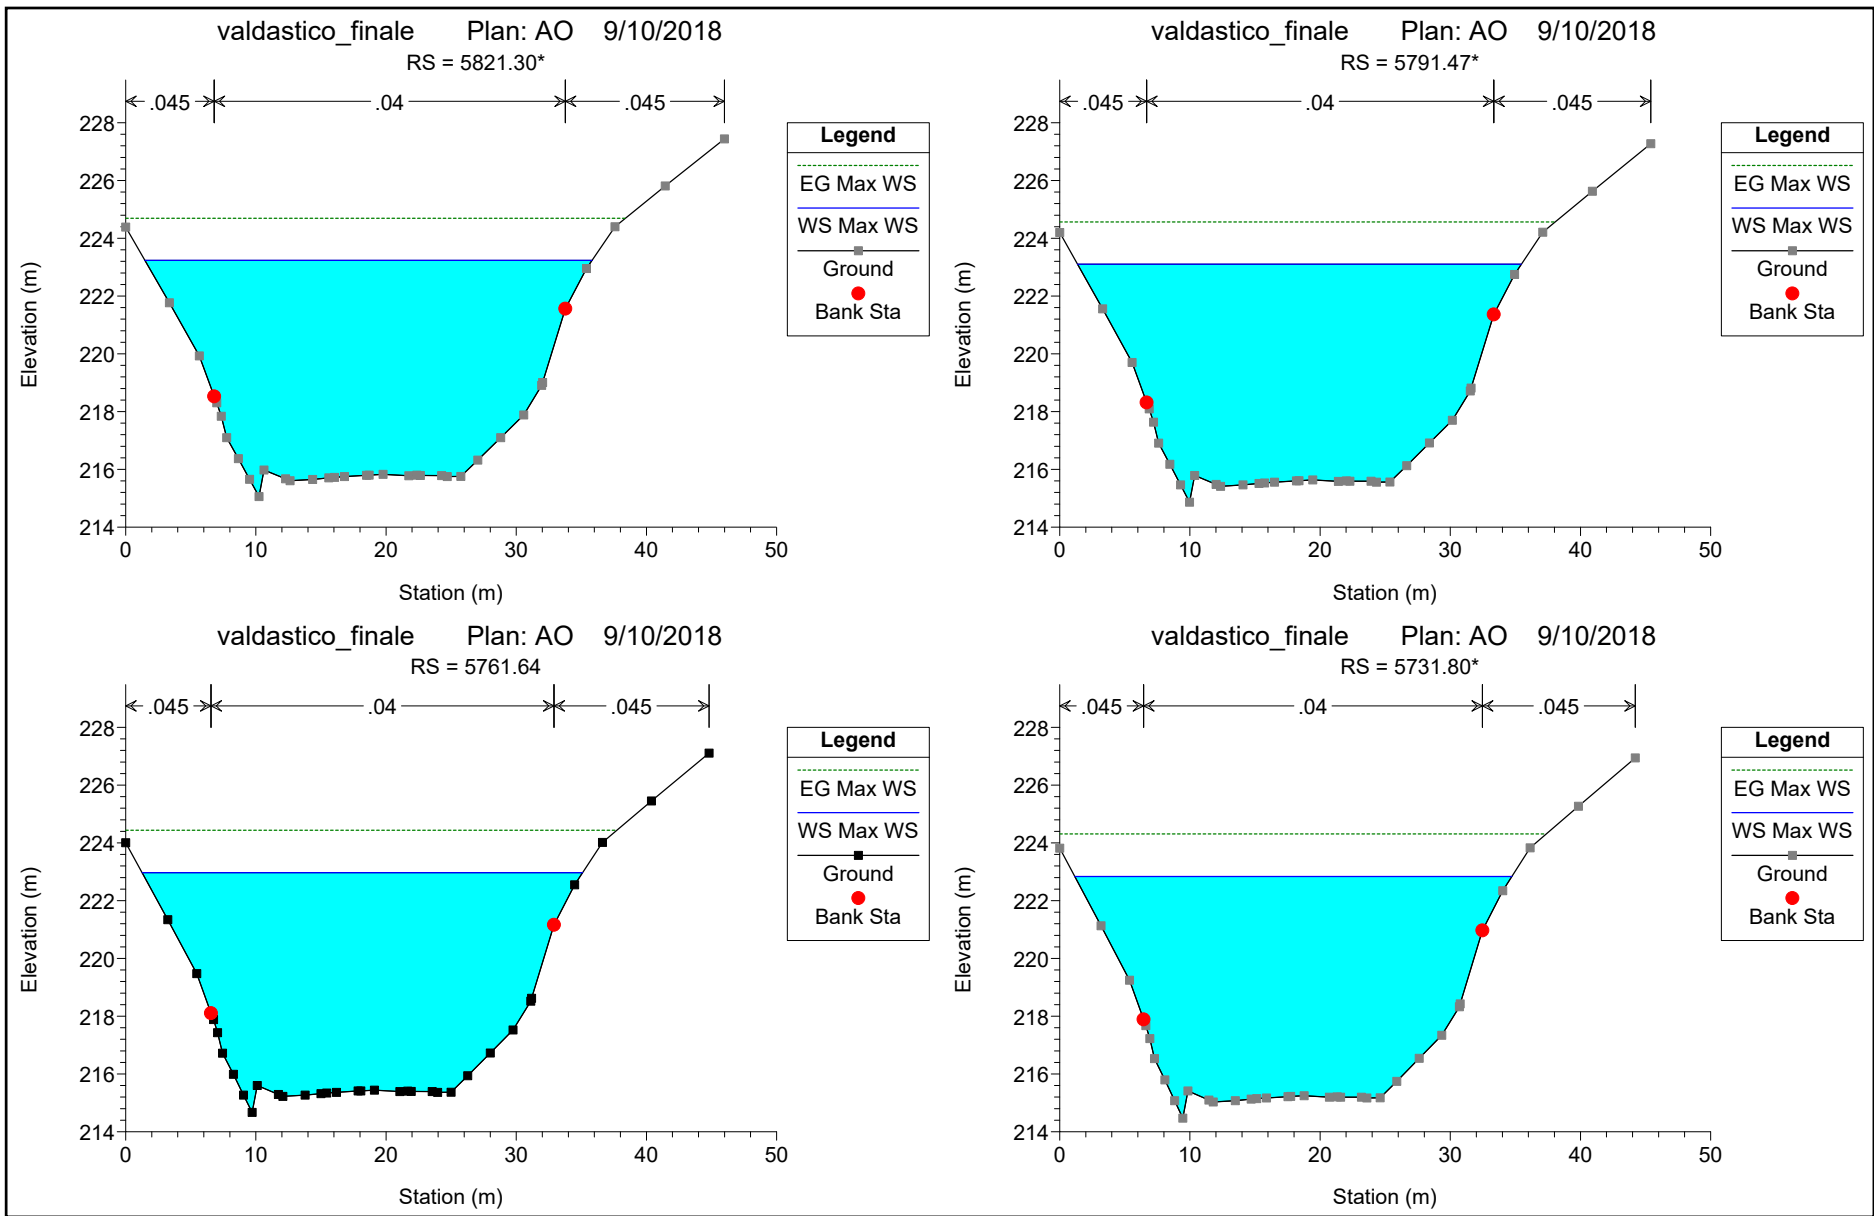 valdastico_finale Plan: AO 9/10/2018
RS = 5821.30*
.045 .04 .045
228
226
224
222
220
218
216
214
Elevation (m)
0 10 20 30 40 50
Station (m)
Legend
EG Max WS
WS Max WS
Ground
Bank Sta
valdastico_finale Plan: AO 9/10/2018
RS = 5791.47*
.045 .04 .045
228
226
224
222
220
218
216
214
Elevation (m)
0 10 20 30 40 50
Station (m)
Legend
EG Max WS
WS Max WS
Ground
Bank Sta
valdastico_finale Plan: AO 9/10/2018
RS = 5761.64
.045 .04 .045
228
226
224
222
220
218
216
214
Elevation (m)
0 10 20 30 40 50
Station (m)
Legend
EG Max WS
WS Max WS
Ground
Bank Sta
valdastico_finale Plan: AO 9/10/2018
RS = 5731.80*
.045 .04 .045
228
226
224
222
220
218
216
214
Elevation (m)
0 10 20 30 40 50
Station (m)
Legend
EG Max WS
WS Max WS
Ground
Bank Sta